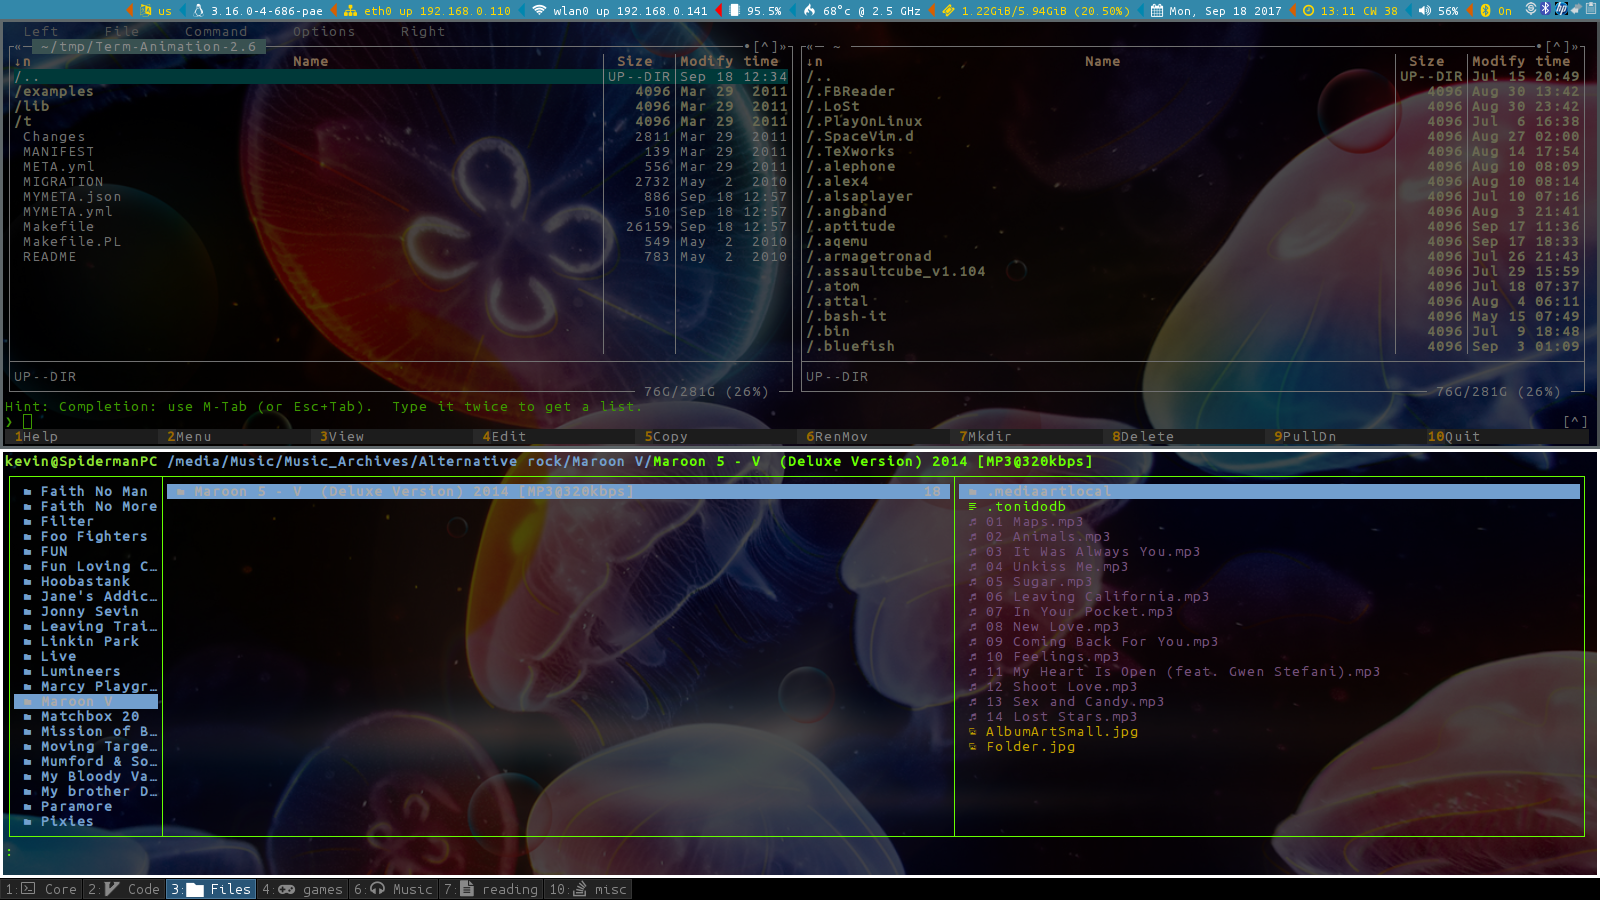 us 3.16.0-4-686-pae eth0 up 192.168.0.110 wlan0 up 192.168.0.141 95.5% 68°c @ 2.5 GHz 1.22GiB/5.94GiB (20.50%) Mon, Sep 18 2017 13:11 CW 38 56% On
Left File Command Options Right
«─ ~/tmp/Term-Animation-2.6 •[^]»
↓n Name Size Modify time
/.. UP--DIR Sep 18 12:34
/examples 4096 Mar 29 2011
/lib 4096 Mar 29 2011
/t 4096 Mar 29 2011
Changes 2811 Mar 29 2011
MANIFEST 139 Mar 29 2011
META.yml 556 Mar 29 2011
MIGRATION 2732 May 2 2010
MYMETA.json 886 Sep 18 12:57
MYMETA.yml 510 Sep 18 12:57
Makefile 26159 Sep 18 12:57
Makefile.PL 549 May 2 2010
README 783 May 2 2010
UP--DIR
76G/281G (26%)
«─ ~ •[^]»
↓n Name Size Modify time
/.. UP--DIR Jul 15 20:49
/.FBReader 4096 Aug 30 13:42
/.LoSt 4096 Aug 30 23:42
/.PlayOnLinux 4096 Jul 6 16:38
/.SpaceVim.d 4096 Aug 27 02:00
/.TeXworks 4096 Aug 14 17:54
/.alephone 4096 Aug 10 08:09
/.alex4 4096 Aug 10 08:14
/.alsaplayer 4096 Jul 10 07:16
/.angband 4096 Aug 3 21:41
/.aptitude 4096 Sep 17 11:36
/.aqemu 4096 Sep 17 18:33
/.armagetronad 4096 Jul 26 21:43
/.assaultcube_v1.104 4096 Jul 29 15:59
/.atom 4096 Jul 18 07:37
/.attal 4096 Aug 4 06:11
/.bash-it 4096 May 15 07:49
/.bin 4096 Jul 9 18:48
/.bluefish 4096 Sep 3 01:09
UP--DIR
76G/281G (26%)
Hint: Completion: use M-Tab (or Esc+Tab). Type it twice to get a list.
❯ [^]
1Help 2Menu 3View 4Edit 5Copy 6RenMov 7Mkdir 8Delete 9PullDn 10Quit
kevin@SpidermanPC /media/Music/Music_Archives/Alternative rock/Maroon V/Maroon 5 - V (Deluxe Version) 2014 [MP3@320kbps]
Faith No Man
Faith No More
Filter
Foo Fighters
FUN
Fun Loving C…
Hoobastank
Jane's Addic…
Jonny Sevin
Leaving Trai…
Linkin Park
Live
Lumineers
Marcy Playgr…
Maroon V
Matchbox 20
Mission of B…
Moving Targe…
Mumford & So…
My Bloody Va…
My brother D…
Paramore
Pixies
Maroon 5 - V (Deluxe Version) 2014 [MP3@320kbps] 18
.mediaartlocal
.tonidodb
01 Maps.mp3
02 Animals.mp3
03 It Was Always You.mp3
04 Unkiss Me.mp3
05 Sugar.mp3
06 Leaving California.mp3
07 In Your Pocket.mp3
08 New Love.mp3
09 Coming Back For You.mp3
10 Feelings.mp3
11 My Heart Is Open (feat. Gwen Stefani).mp3
12 Shoot Love.mp3
13 Sex and Candy.mp3
14 Lost Stars.mp3
AlbumArtSmall.jpg
Folder.jpg
:
1: Core 2: Code 3: Files 4: games 6: Music 7: reading 10: misc